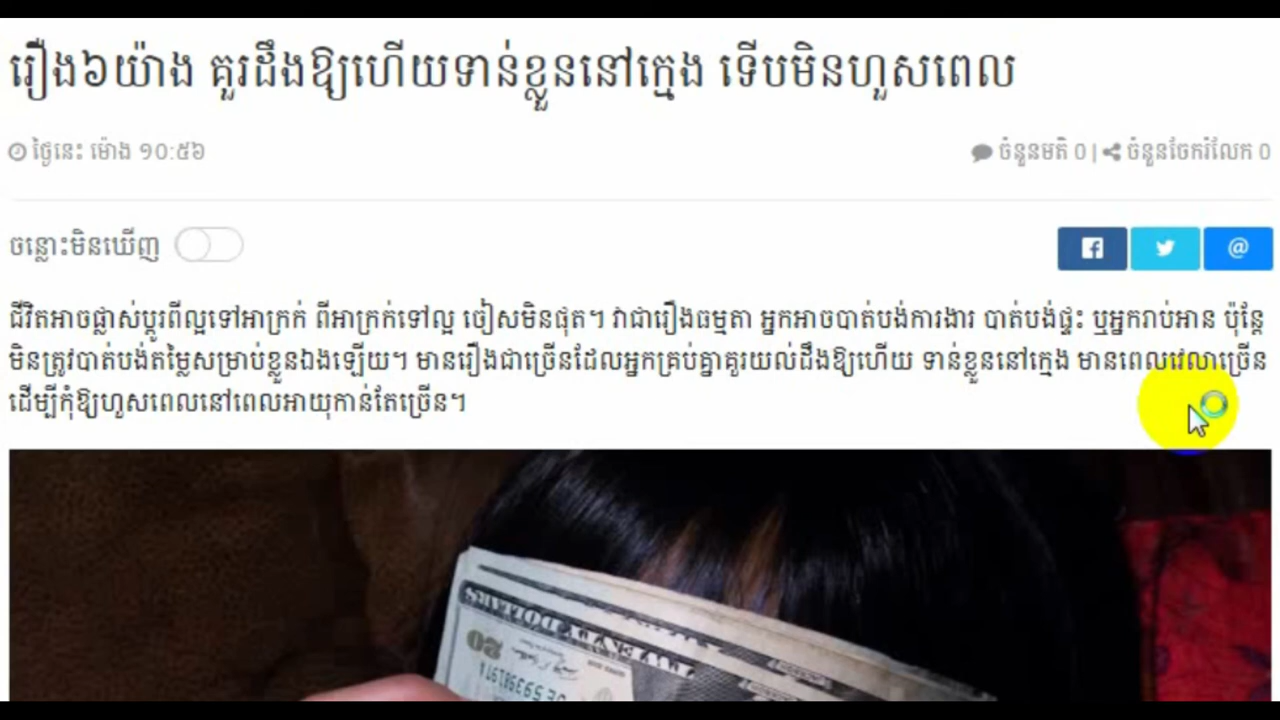 រឿង៦យ៉ាង គួរដឹងឱ្យហើយទាន់ខ្លួននៅក្មេង ទើបមិនហួសពេល
ថ្ងៃនេះ ម៉ោង ១០:៥៦
ចំនួនមតិ 0 | ចំនួនចែករំលែក 0
ចន្លោះមិនឃើញ
ជីវិតអាចផ្លាស់ប្ដូរពីល្អទៅអាក្រក់ ពីអាក្រក់ទៅល្អ ចៀសមិនផុត។ វាជារឿងធម្មតា អ្នកអាចបាត់បង់ការងារ បាត់បង់ផ្ទះ ឬអ្នករាប់អាន ប៉ុន្តែ
មិនត្រូវបាត់បង់តម្លៃសម្រាប់ខ្លួនឯងឡើយ។ មានរឿងជាច្រើនដែលអ្នកគ្រប់គ្នាគួរយល់ដឹងឱ្យហើយ ទាន់ខ្លួននៅក្មេង មានពេលវេលាច្រើន
ដើម្បីកុំឱ្យហួសពេលនៅពេលអាយុកាន់តែច្រើន។
20